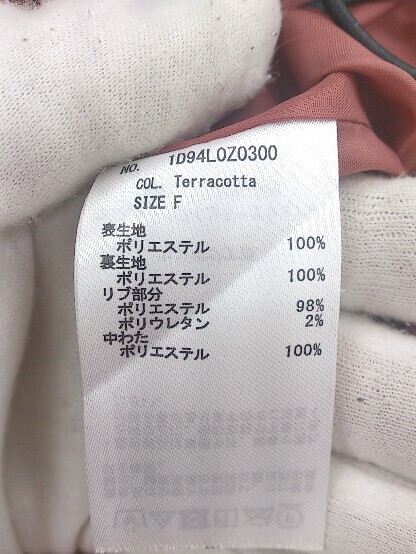 NO. 1D94L0Z0300
COL. Terracotta
SIZE F
表生地
ポリエステル 100%
裏生地
ポリエステル 100%
リブ部分
ポリエステル 98%
ポリウレタン 2%
中わた
ポリエステル 100%